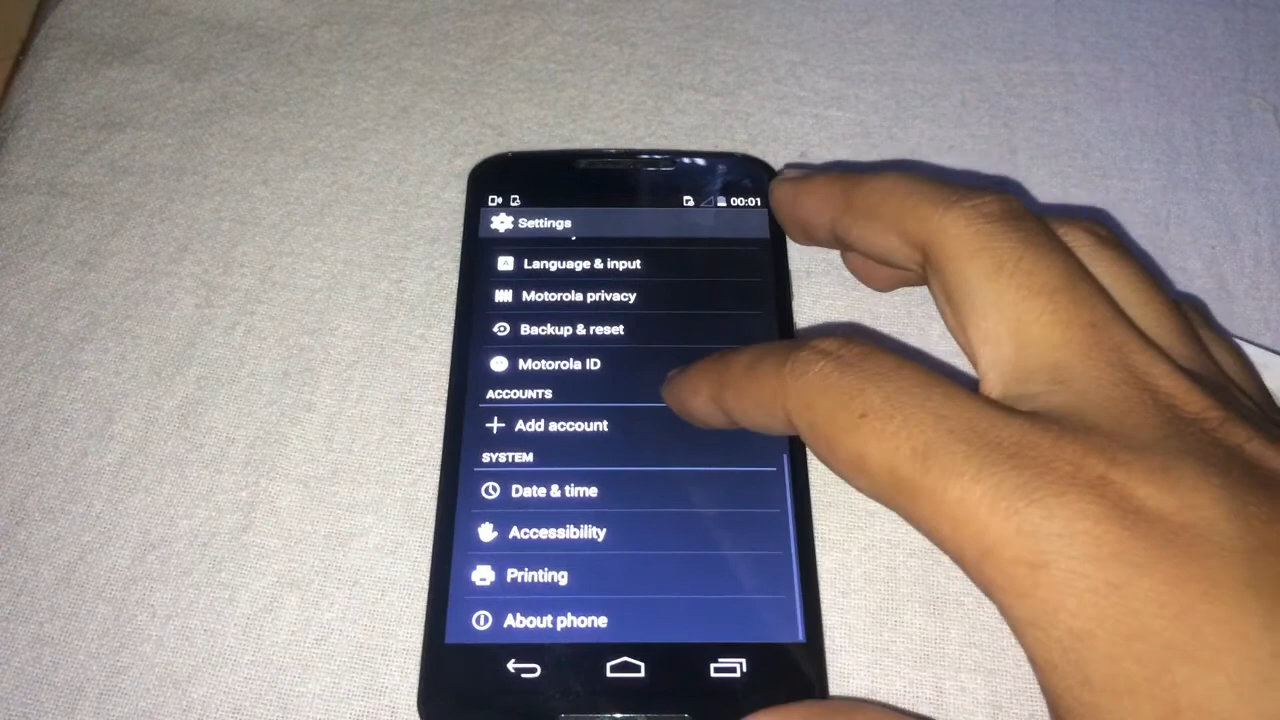 00:01
Settings
Language & input
Motorola privacy
Backup & reset
Motorola ID
ACCOUNTS
Add account
SYSTEM
Date & time
Accessibility
Printing
About phone